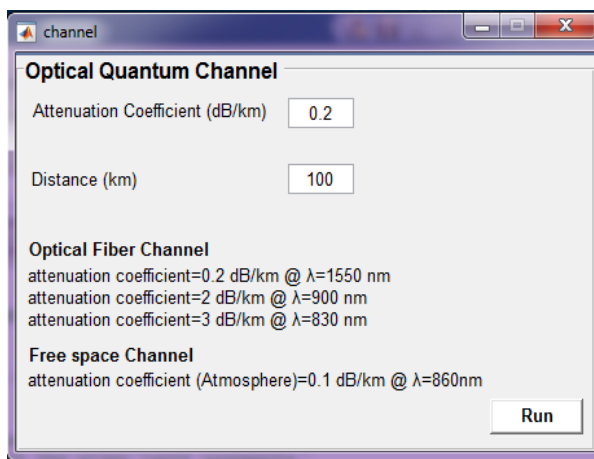 channel
Optical Quantum Channel
Attenuation Coefficient (dB/km) 0.2
Distance (km) 100
Optical Fiber Channel
attenuation coefficient=0.2 dB/km @ λ=1550 nm
attenuation coefficient=2 dB/km @ λ=900 nm
attenuation coefficient=3 dB/km @ λ=830 nm
Free space Channel
attenuation coefficient (Atmosphere)=0.1 dB/km @ λ=860nm
Run